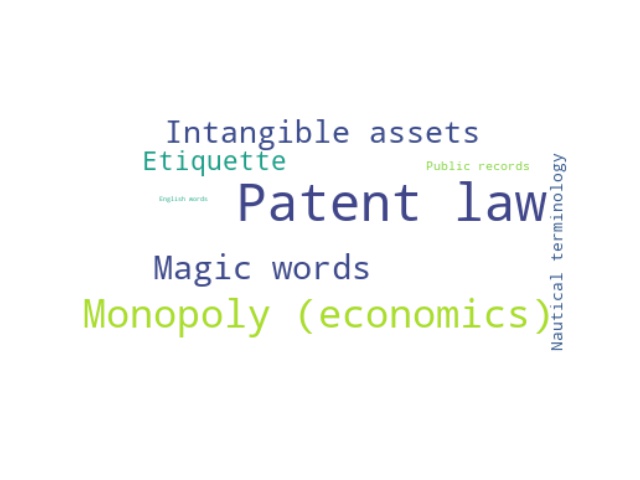 Intangible assets
Etiquette
Public records
English words
Patent law
Nautical terminology
Magic words
Monopoly (economics)